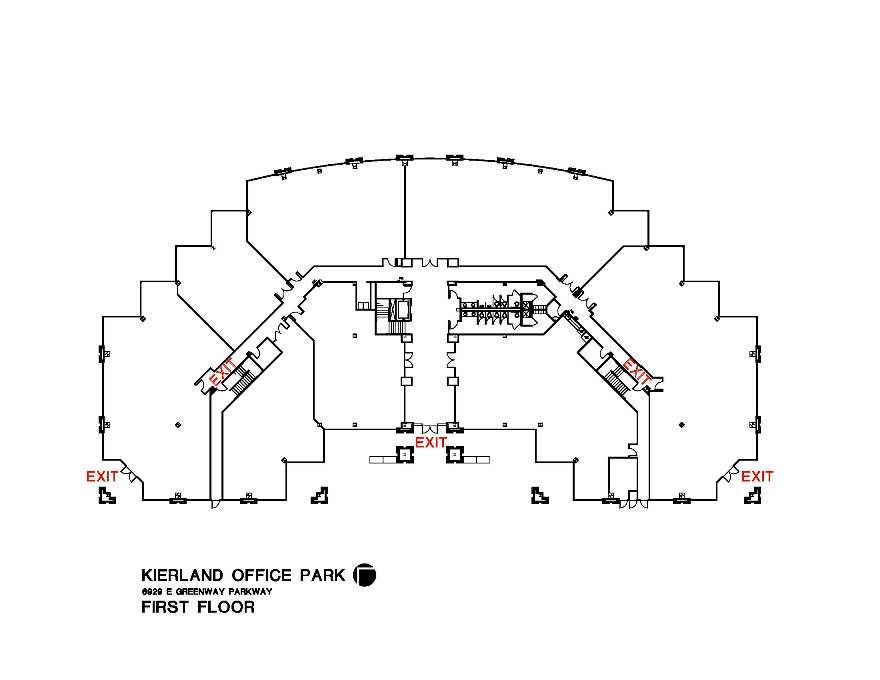 EXIT
EXIT
EXIT
EXIT
EXIT
KIERLAND OFFICE PARK
6929 E GREENWAY PARKWAY
FIRST FLOOR